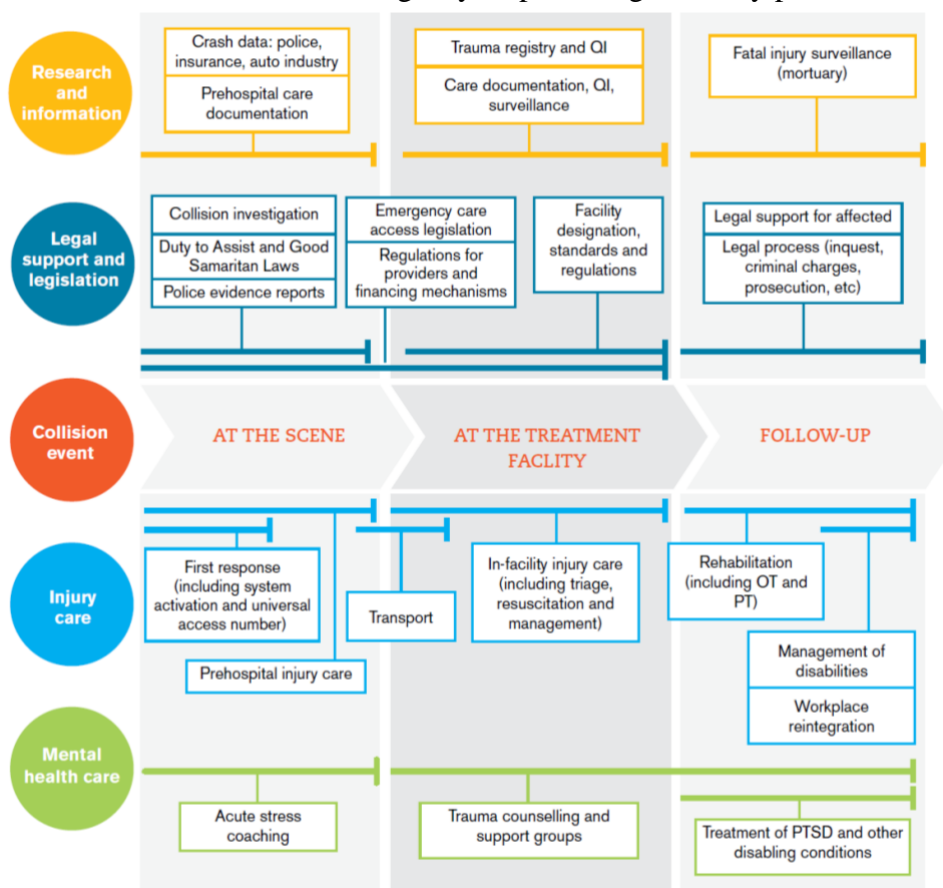 Research
and
information
Crash data: police,
insurance, auto industry
Prehospital care
documentation
Trauma registry and QI
Care documentation, QI,
surveillance
Fatal injury surveillance
(mortuary)
Legal
support and
legislation
Collision investigation
Duty to Assist and Good
Samaritan Laws
Police evidence reports
Emergency care
access legislation
Regulations for
providers and
financing mechanisms
Facility
designation,
standards and
regulations
Legal support for affected
Legal process (inquest,
criminal charges,
prosecution, etc)
Collision
event
AT THE SCENE
AT THE TREATMENT
FACLITY
FOLLOW-UP
Injury
care
First response
(including system
activation and universal
access number)
Prehospital injury care
Transport
In-facility injury care
(including triage,
resuscitation and
management)
Rehabilitation
(including OT and
PT)
Management of
disabilities
Workplace
reintegration
Mental
health care
Acute stress
coaching
Trauma counselling and
support groups
Treatment of PTSD and other
disabling conditions